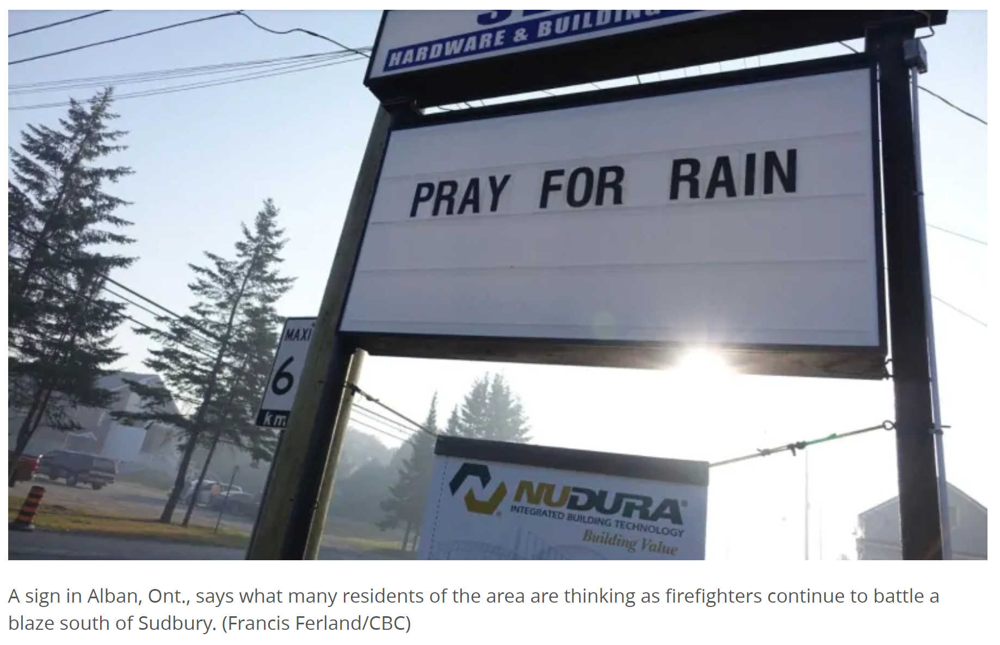 HARDWARE & BUILDING
PRAY FOR RAIN
MAXI
6
km
NUDURA®
INTEGRATED BUILDING TECHNOLOGY
Building Value
A sign in Alban, Ont., says what many residents of the area are thinking as firefighters continue to battle a
blaze south of Sudbury. (Francis Ferland/CBC)